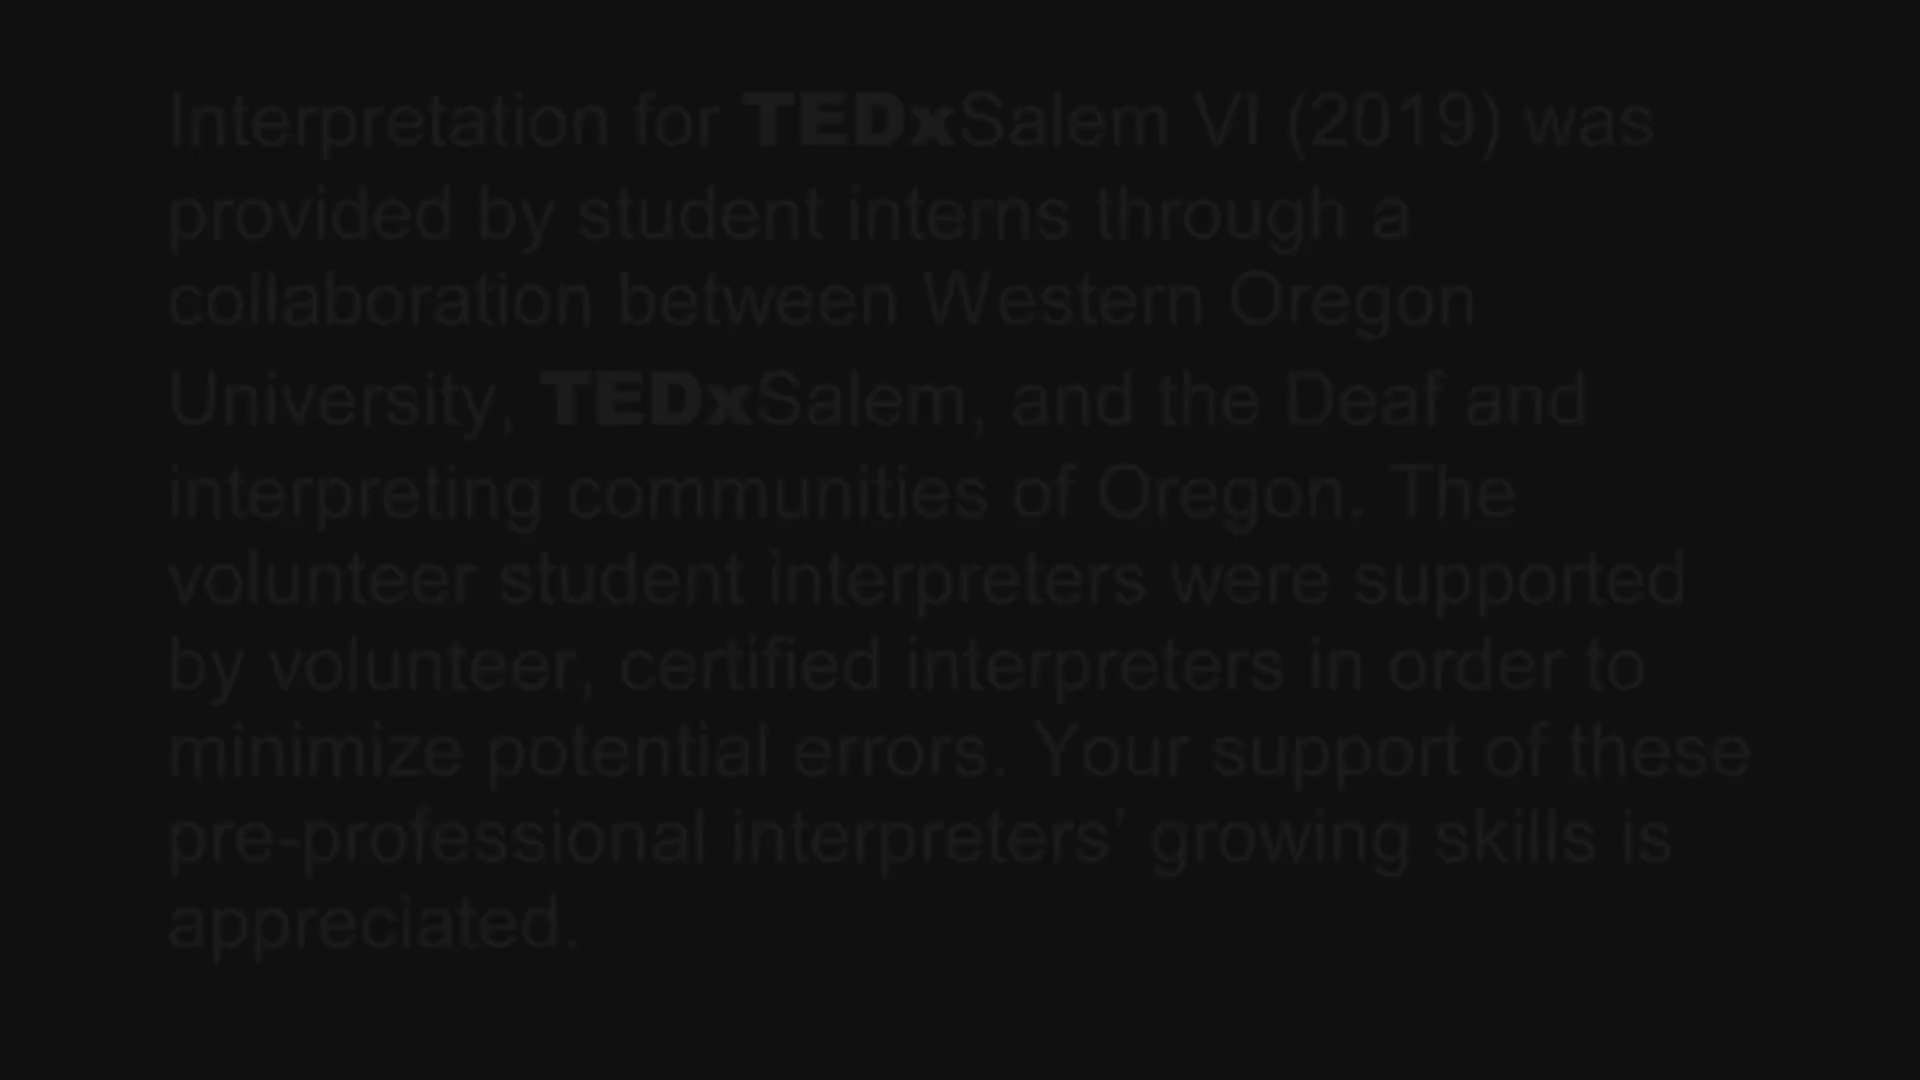 Interpretation for TEDxSalem VI (2019) was
provided by student interns through a
collaboration between Western Oregon
University, TEDxSalem, and the Deaf and
interpreting communities of Oregon. The
volunteer student interpreters were supported
by volunteer, certified interpreters in order to
minimize potential errors. Your support of these
pre-professional interpreters’ growing skills is
appreciated.